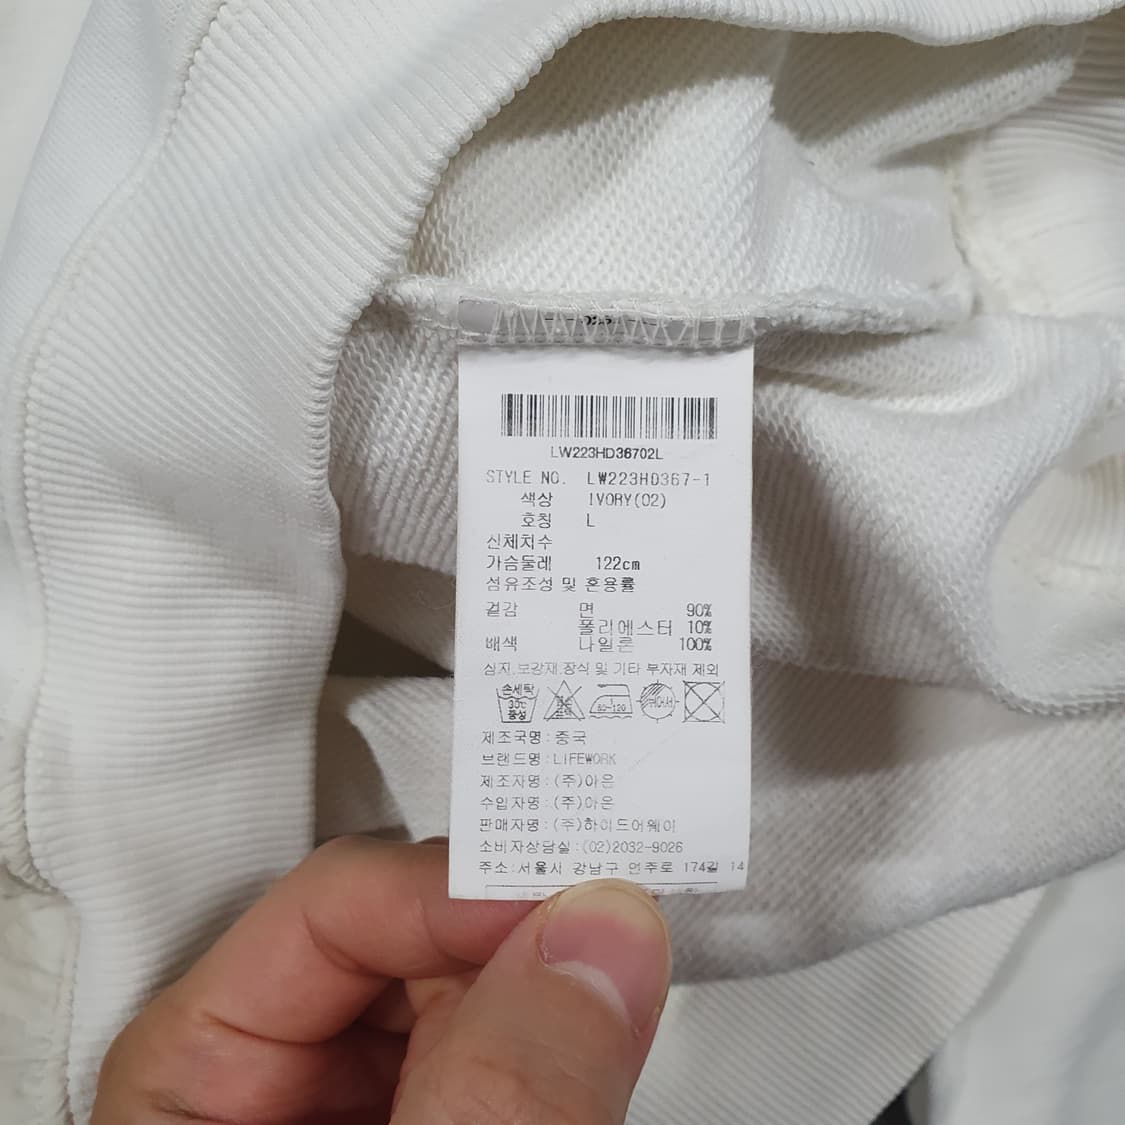 LW223HD36702L
STYLE NO. LW223HD367-1
색상 IVORY(02)
호칭 L
신체치수
가슴둘레 122cm
섬유조성 및 혼용률
겉감 면 90%
폴리에스터 10%
배색 나일론 100%
심지.보강재.장식 및 기타 부자재 제외
손세탁 30℃ 중성 80-120 뉘어서
제조국명:중국
브랜드명:LIFEWORK
제조자명:(주)아은
수입자명:(주)아은
판매자명:(주)하이드어웨이
소비자상담실:(02)2032-9026
주소:서울시 강남구 언주로 174길 14